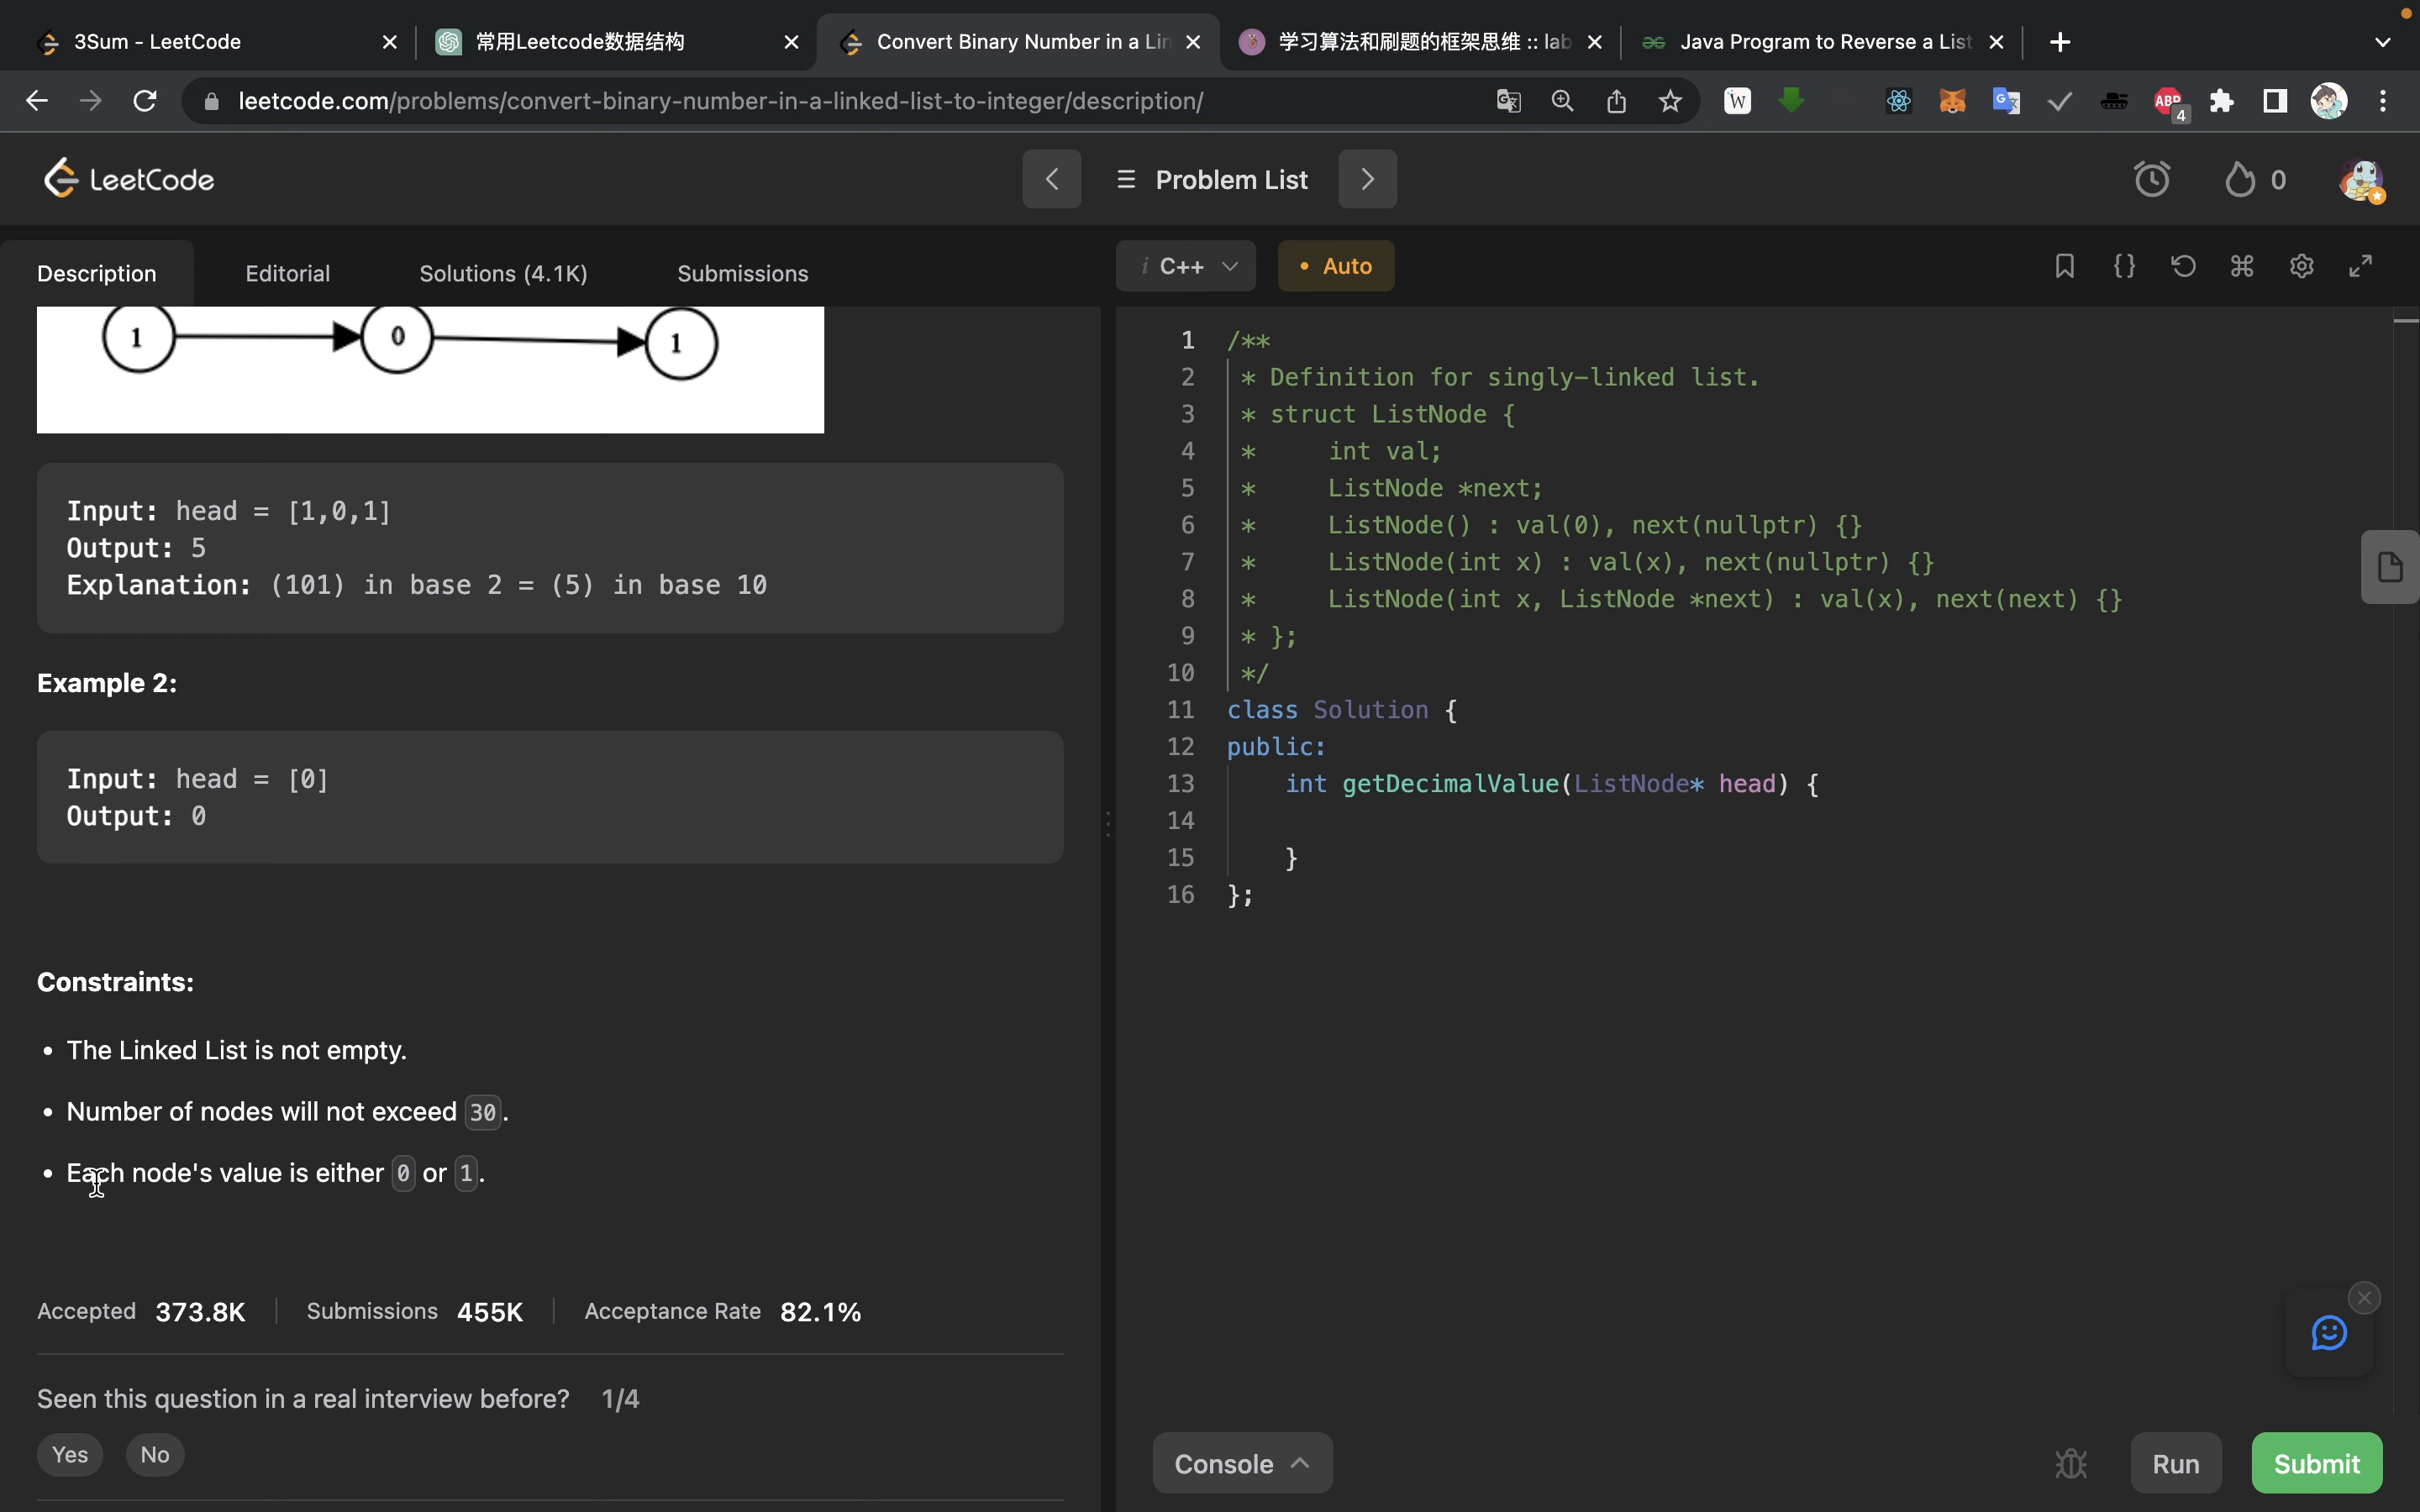 3Sum - LeetCode
常用Leetcode数据结构
Convert Binary Number in a Lin
学习算法和刷题的框架思维 :: lab
Java Program to Reverse a List
leetcode.com/problems/convert-binary-number-in-a-linked-list-to-integer/description/
W
ABP
4
LeetCode
Problem List
0
Description
Editorial
Solutions (4.1K)
Submissions
i C++
• Auto
1
0
1
Input: head = [1,0,1]
Output: 5
Explanation: (101) in base 2 = (5) in base 10
Example 2:
Input: head = [0]
Output: 0
Constraints:
• The Linked List is not empty.
• Number of nodes will not exceed 30.
• Each node's value is either 0 or 1.
Accepted 373.8K
Submissions 455K
Acceptance Rate 82.1%
Seen this question in a real interview before? 1/4
Yes
No
1 /**
2 * Definition for singly-linked list.
3 * struct ListNode {
4 *     int val;
5 *     ListNode *next;
6 *     ListNode() : val(0), next(nullptr) {}
7 *     ListNode(int x) : val(x), next(nullptr) {}
8 *     ListNode(int x, ListNode *next) : val(x), next(next) {}
9 * };
10 */
11 class Solution {
12 public:
13     int getDecimalValue(ListNode* head) {
14
15     }
16 };
Console
Run
Submit